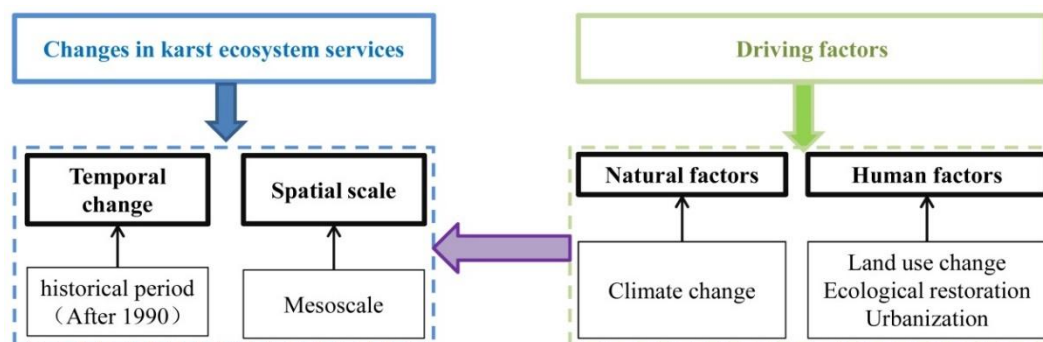 Changes in karst ecosystem services
Driving factors
Temporal
change
Spatial scale
Natural factors
Human factors
historical period
（After 1990）
Mesoscale
Climate change
Land use change
Ecological restoration
Urbanization